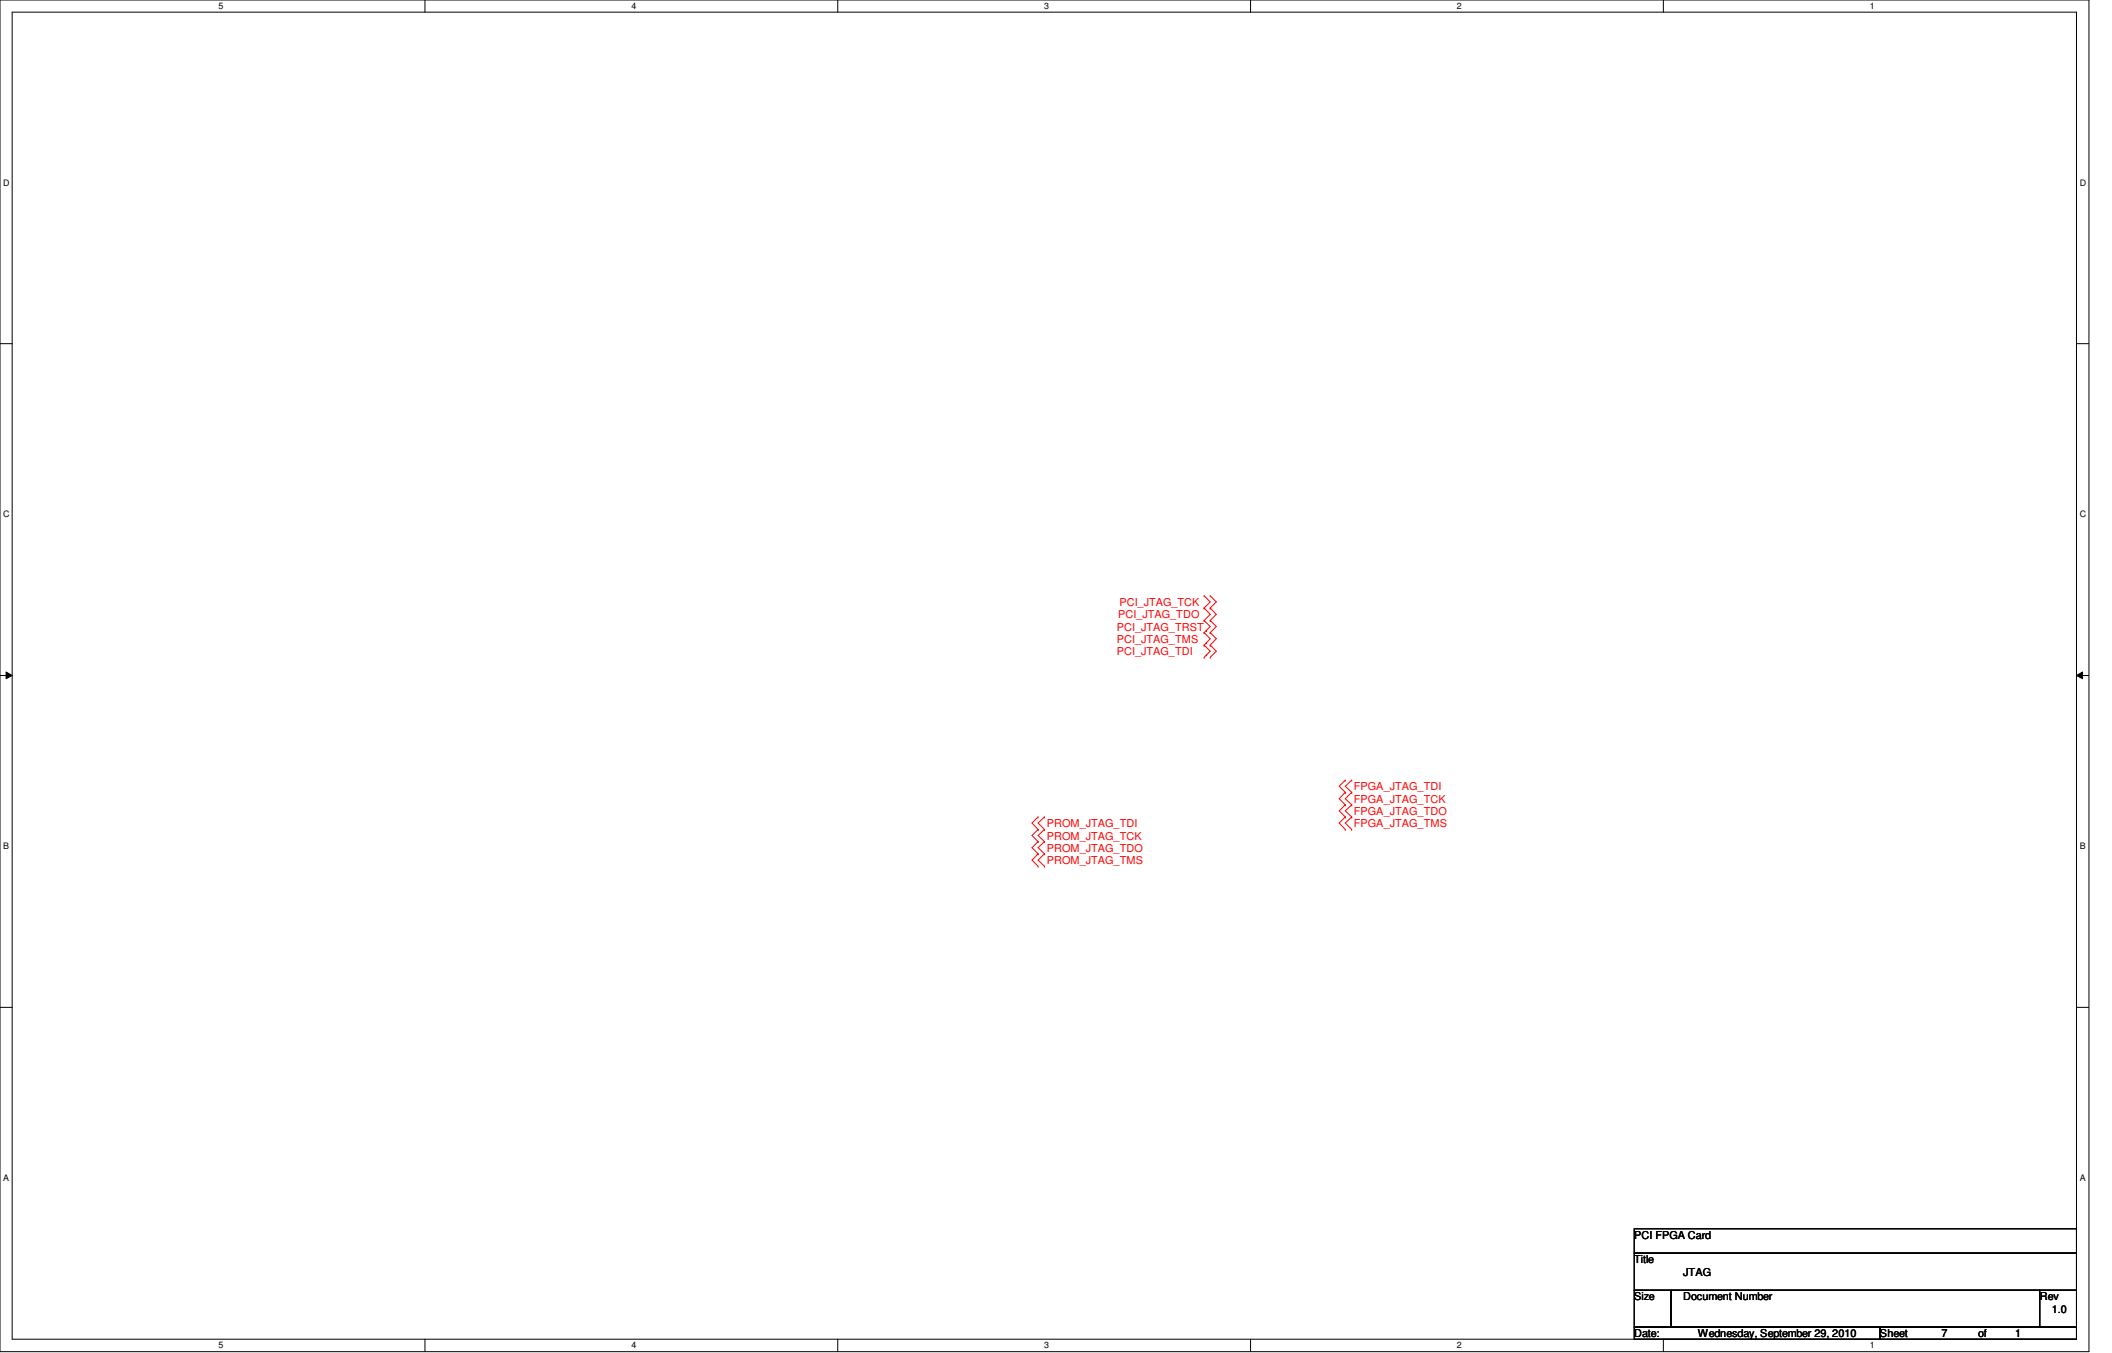 5 4 3 2 1
D D
C C
PCI_JTAG_TCK
PCI_JTAG_TDO
PCI_JTAG_TRST
PCI_JTAG_TMS
PCI_JTAG_TDI
FPGA_JTAG_TDI
FPGA_JTAG_TCK
FPGA_JTAG_TDO
FPGA_JTAG_TMS
PROM_JTAG_TDI
PROM_JTAG_TCK
PROM_JTAG_TDO
PROM_JTAG_TMS
B B
A A
PCI FPGA Card
Title
JTAG
Size Document Number Rev
1.0
Date: Wednesday, September 29, 2010 Sheet 7 of 1
5 4 3 2 1